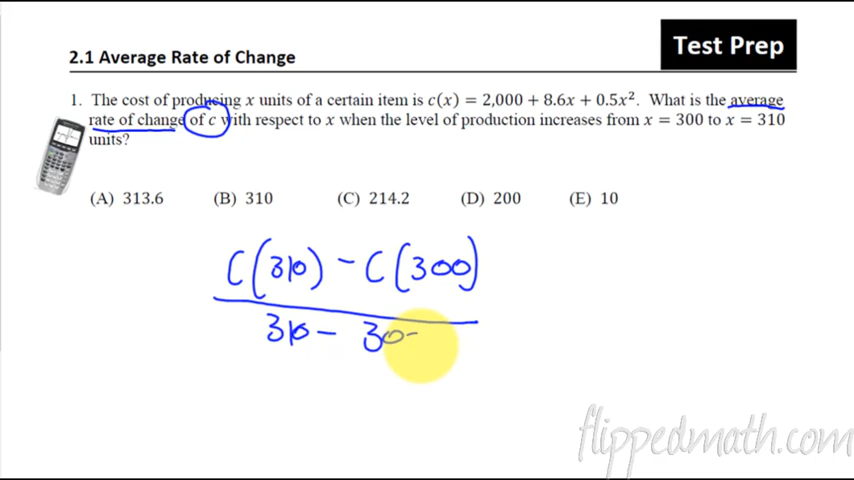 Test Prep
2.1 Average Rate of Change
1. The cost of producing x units of a certain item is c(x) = 2,000 + 8.6x + 0.5x². What is the average
rate of change of c with respect to x when the level of production increases from x = 300 to x = 310
units?
(A) 313.6 (B) 310 (C) 214.2 (D) 200 (E) 10
C(310) - C(300)
310 - 30
flippedmath.com